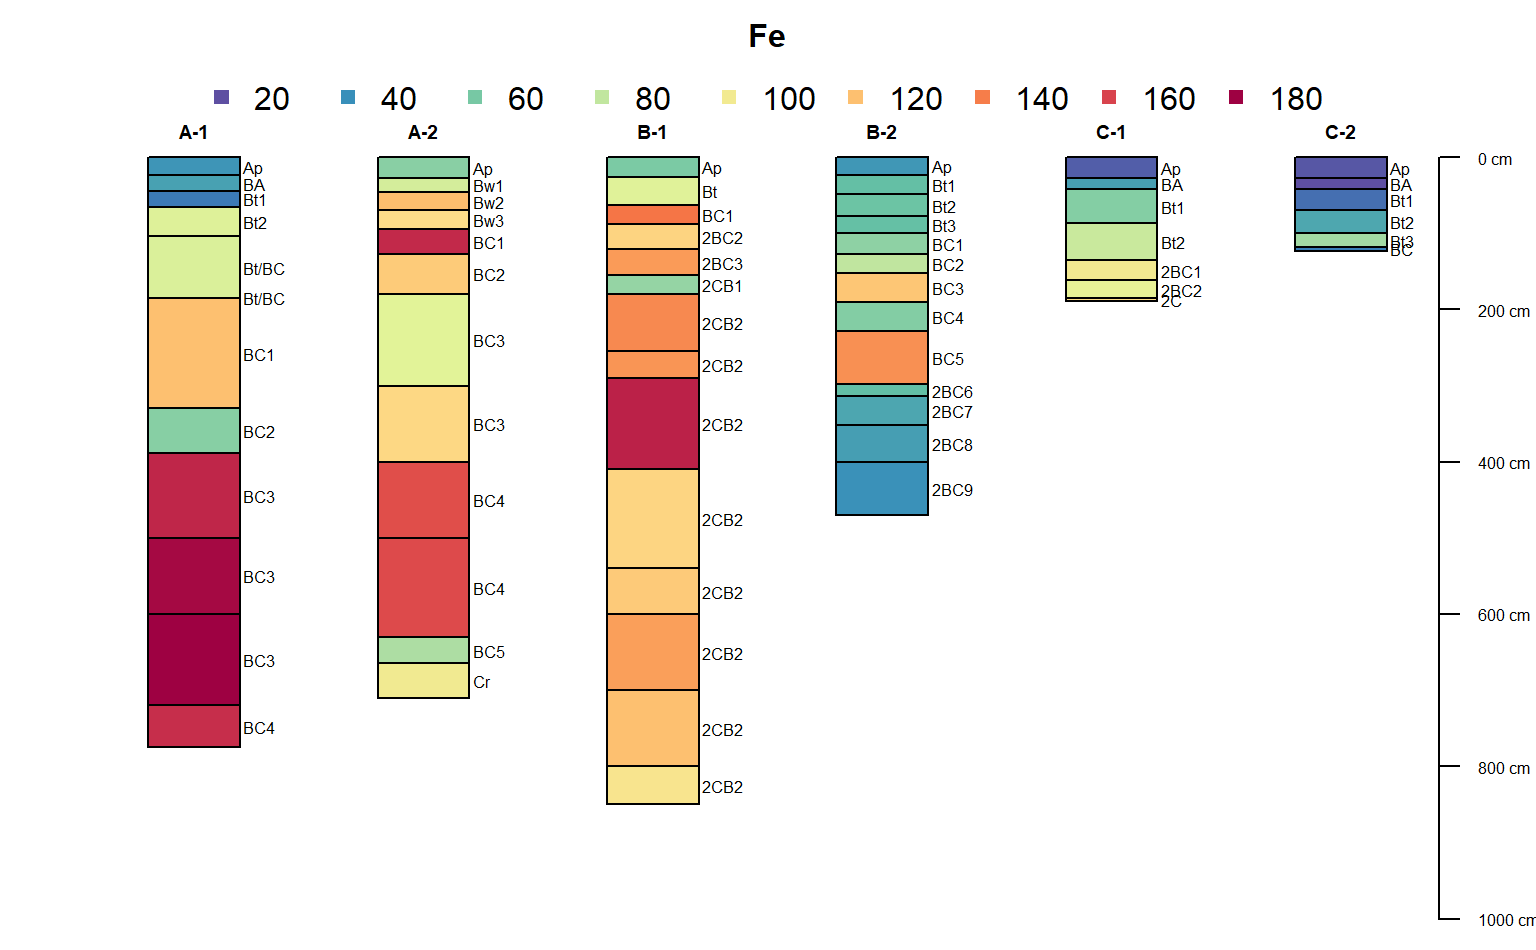 Fe
20 40 60 80 100 120 140 160 180
A-1 A-2 B-1 B-2 C-1 C-2
Ap
BA
Bt1
Bt2
Bt/BC
Bt/BC
BC1
BC2
BC3
BC3
BC3
BC4
Ap
Bw1
Bw2
Bw3
BC1
BC2
BC3
BC3
BC4
BC4
BC5
Cr
Ap
Bt
BC1
2BC2
2BC3
2CB1
2CB2
2CB2
2CB2
2CB2
2CB2
2CB2
2CB2
2CB2
Ap
Bt1
Bt2
Bt3
BC1
BC2
BC3
BC4
BC5
2BC6
2BC7
2BC8
2BC9
Ap
BA
Bt1
Bt2
2BC1
2BC2
2C
Ap
BA
Bt1
Bt2
Bt3
BC
0 cm
200 cm
400 cm
600 cm
800 cm
1000 cm